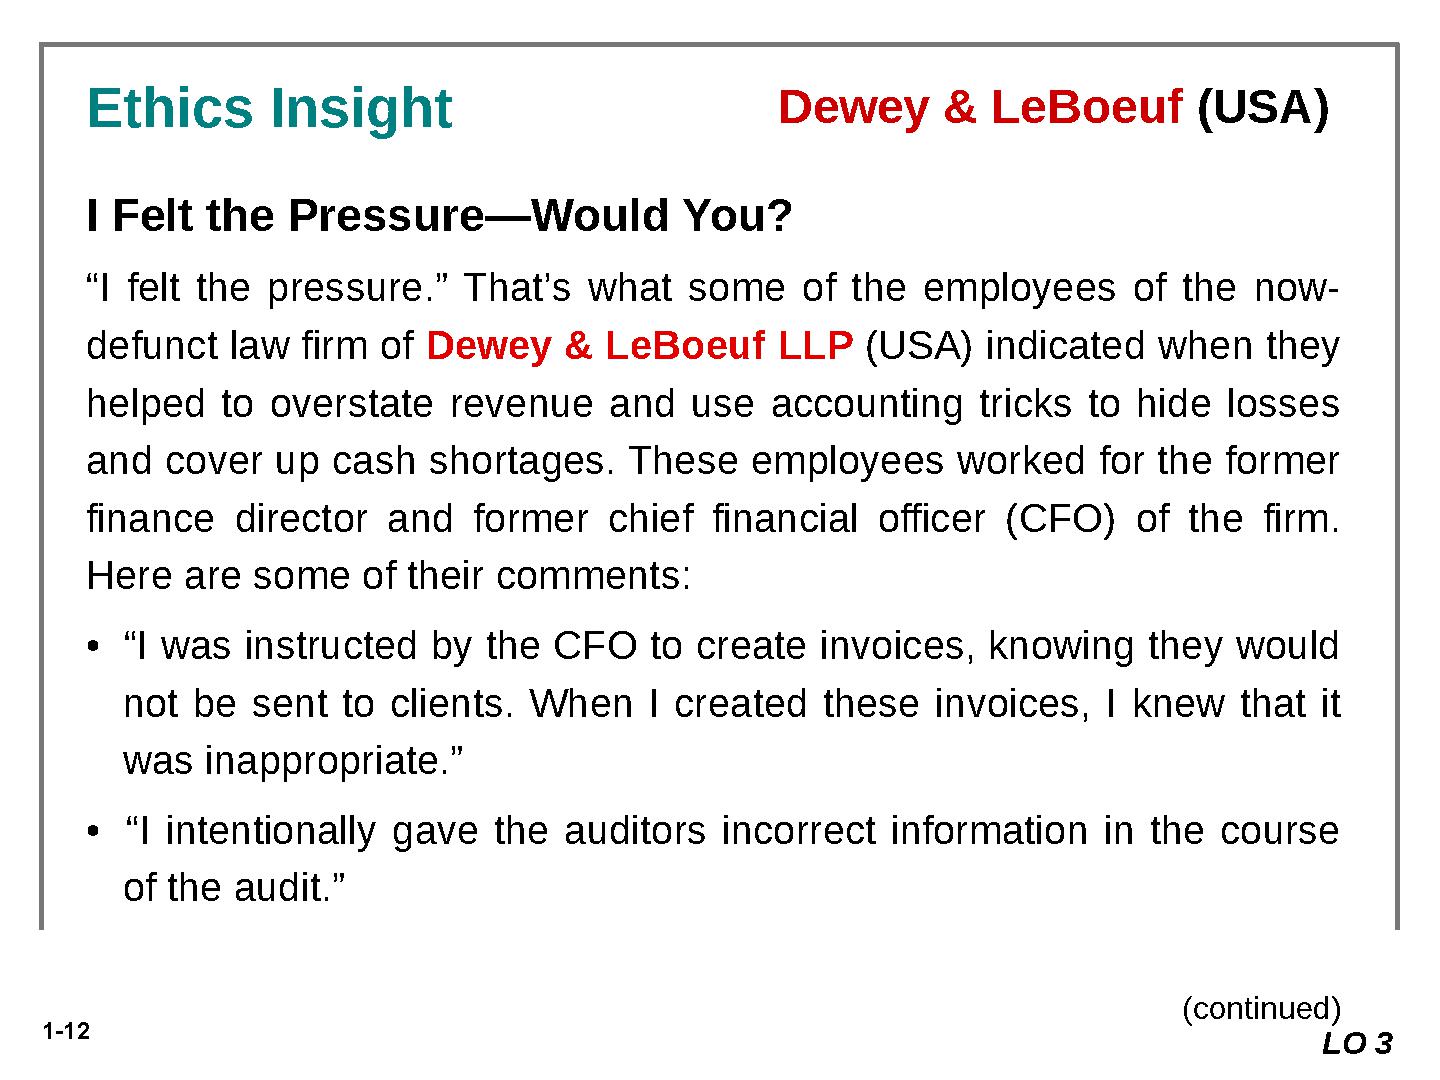 Ethics Insight
Dewey & LeBoeuf (USA)
I Felt the Pressure—Would You?
“I felt the pressure.” That’s what some of the employees of the now-
defunct law firm of Dewey & LeBoeuf LLP (USA) indicated when they
helped to overstate revenue and use accounting tricks to hide losses
and cover up cash shortages. These employees worked for the former
finance director and former chief financial officer (CFO) of the firm.
Here are some of their comments:
• “I was instructed by the CFO to create invoices, knowing they would
not be sent to clients. When I created these invoices, I knew that it
was inappropriate.”
• “I intentionally gave the auditors incorrect information in the course
of the audit.”
(continued)
1-12
LO 3